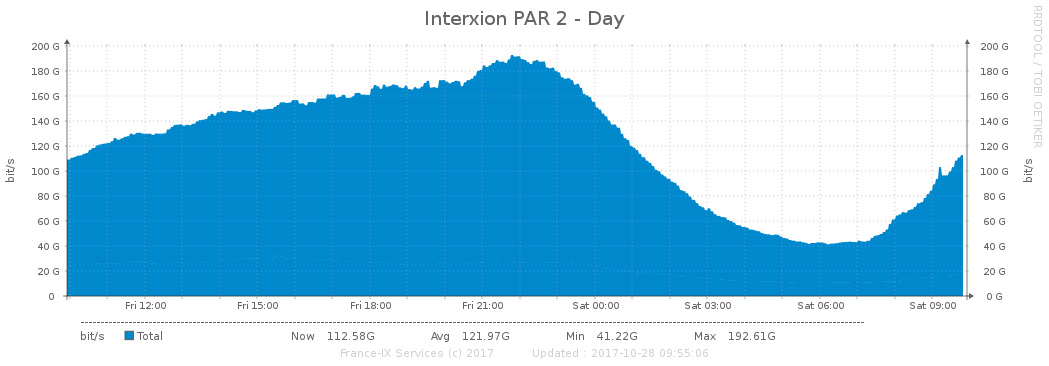 Interxion PAR 2 - Day
RRDTOOL / TOBI OETIKER
200 G 200 G
180 G 180 G
160 G 160 G
140 G 140 G
120 G 120 G
100 G 100 G
80 G 80 G
60 G 60 G
40 G 40 G
20 G 20 G
0 0 G
bit/s
bit/s
Fri 12:00 Fri 15:00 Fri 18:00 Fri 21:00 Sat 00:00 Sat 03:00 Sat 06:00 Sat 09:00
bit/s Total Now 112.58G Avg 121.97G Min 41.22G Max 192.61G
France-IX Services (c) 2017 Updated : 2017-10-28 09:55:06